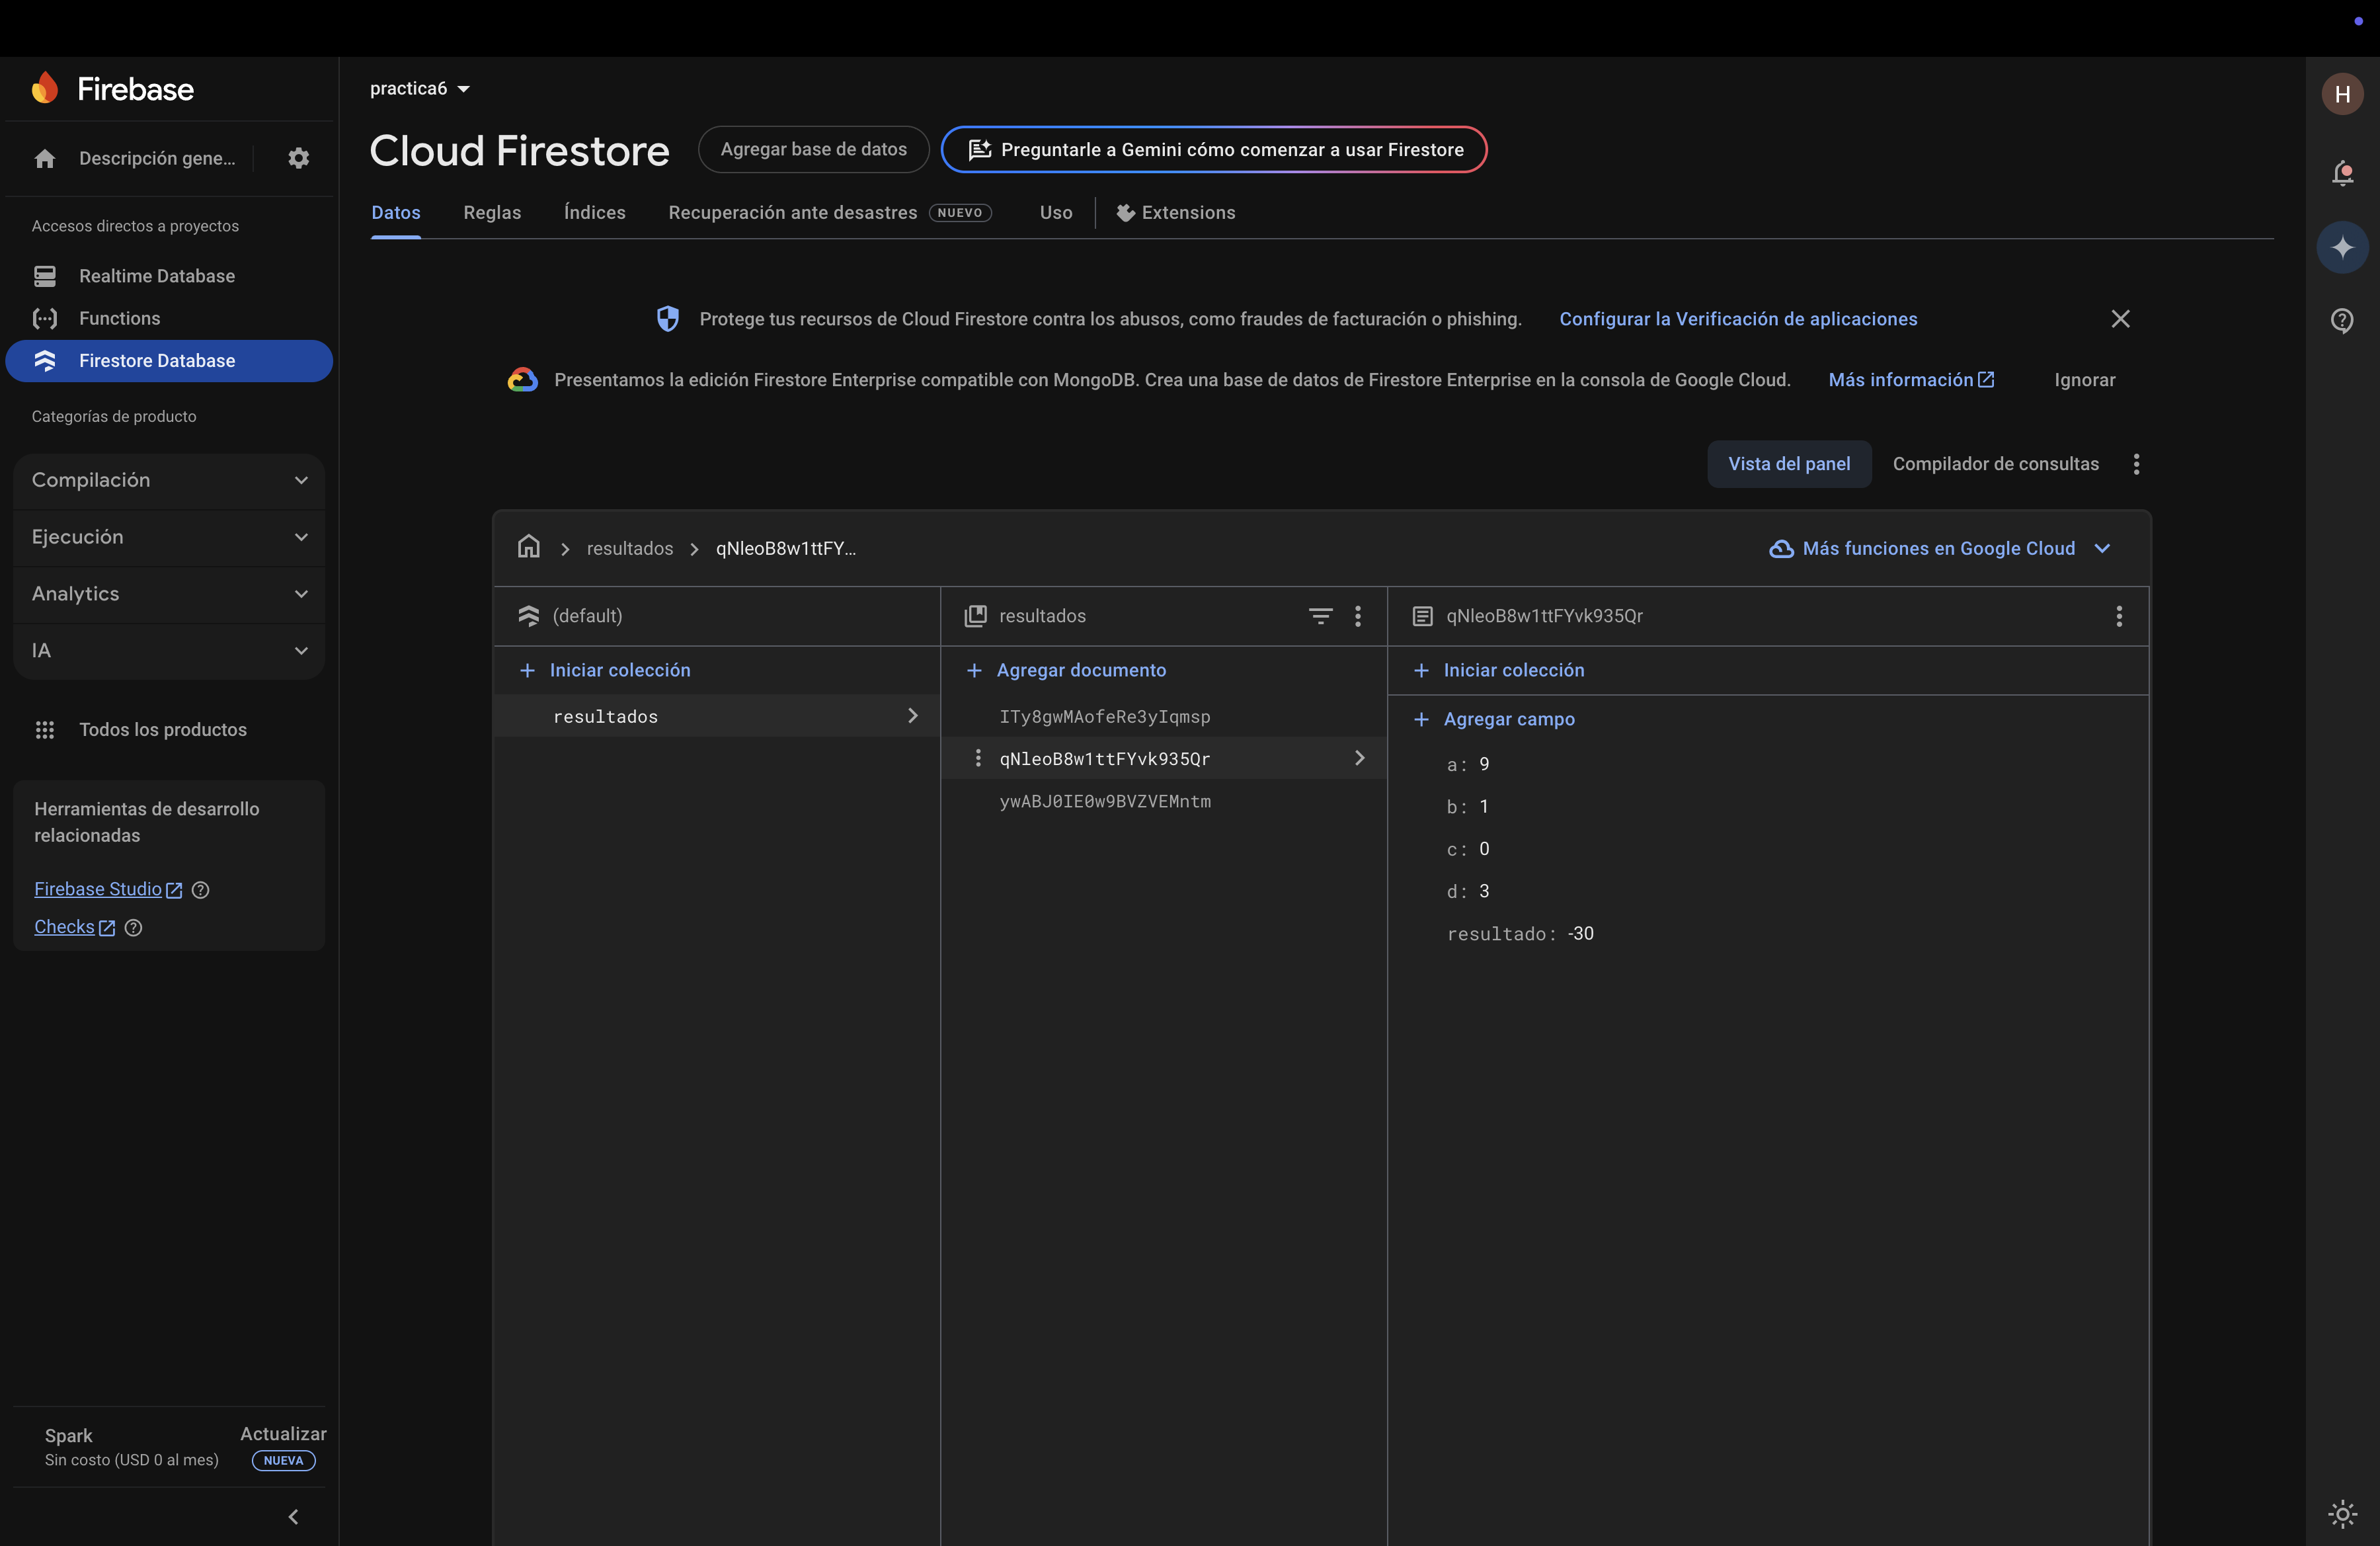 Firebase
Descripción gene...
Accesos directos a proyectos
Realtime Database
Functions
Firestore Database
Categorías de producto
Compilación
Ejecución
Analytics
IA
Todos los productos
Herramientas de desarrollo
relacionadas
Firebase Studio
Checks
Spark
Sin costo (USD 0 al mes)
Actualizar
NUEVA
practica6
Cloud Firestore
Agregar base de datos
Preguntarle a Gemini cómo comenzar a usar Firestore
Datos
Reglas
Índices
Recuperación ante desastres NUEVO
Uso
Extensions
Protege tus recursos de Cloud Firestore contra los abusos, como fraudes de facturación o phishing. Configurar la Verificación de aplicaciones
Presentamos la edición Firestore Enterprise compatible con MongoDB. Crea una base de datos de Firestore Enterprise en la consola de Google Cloud. Más información Ignorar
Vista del panel
Compilador de consultas
resultados
qNleoB8w1ttFY...
Más funciones en Google Cloud
(default)
Iniciar colección
resultados
resultados
Agregar documento
ITy8gwMAofeRe3yIqmsp
qNleoB8w1ttFYvk935Qr
ywABJ0IE0w9BVZVEMntm
qNleoB8w1ttFYvk935Qr
Iniciar colección
Agregar campo
a: 9
b: 1
c: 0
d: 3
resultado: -30
H